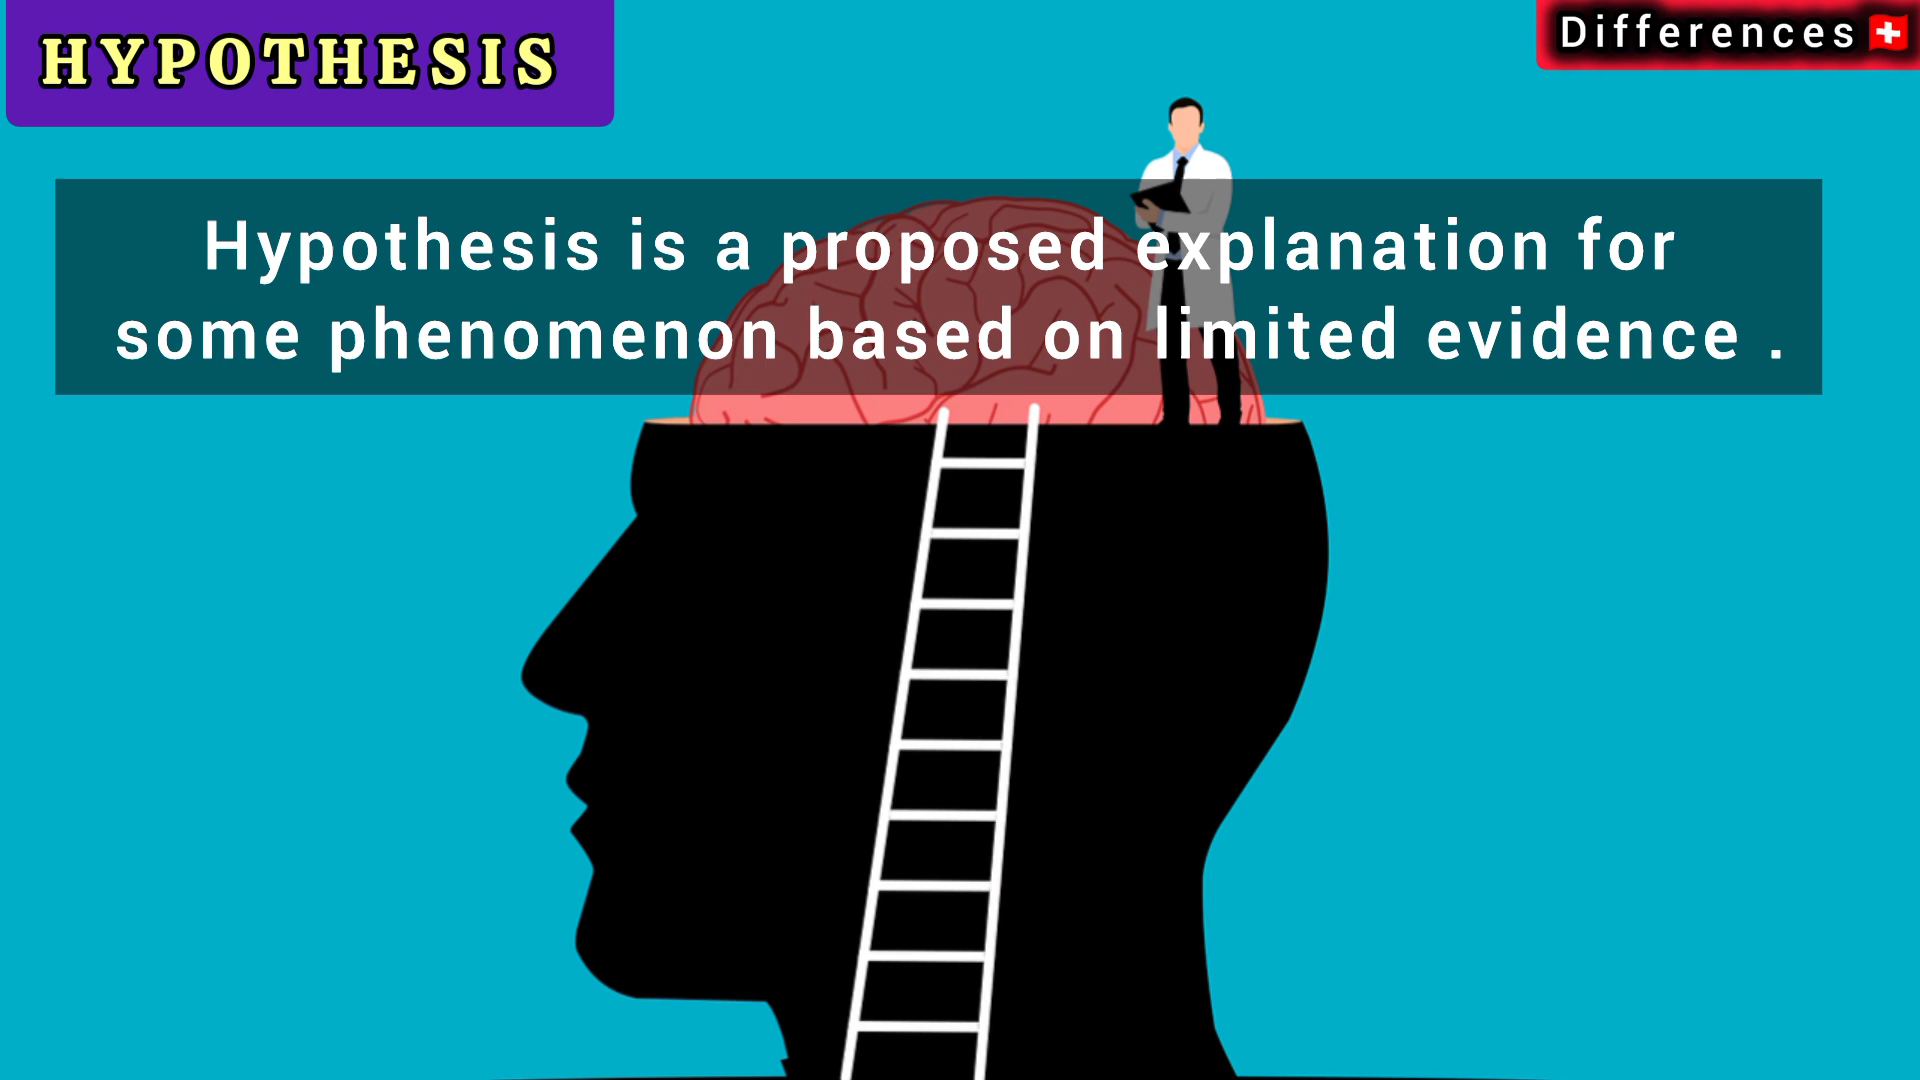 HYPOTHESIS
Differences
Hypothesis is a proposed explanation for
some phenomenon based on limited evidence .